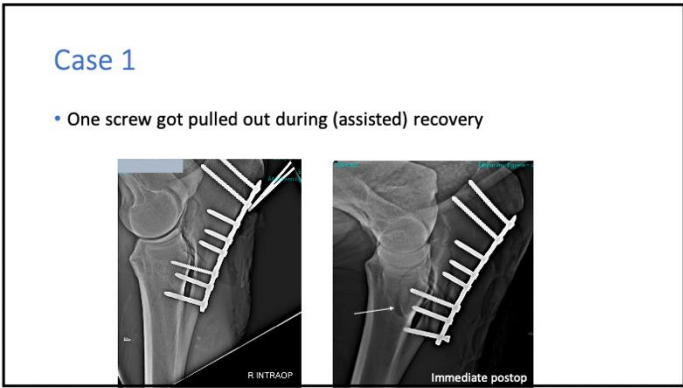 Case 1
• One screw got pulled out during (assisted) recovery
R INTRAOP
Immediate postop